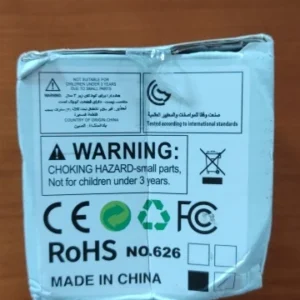 NOT SUITABLE FOR
CHILDREN UNDER 3 YEARS
DUE TO SMALL PARTS
COUNTRY OF ORIGIN: CHINA
صنعت وفقا للمواصفات والمعايير العالمية
Tested according to international standards
WARNING:
CHOKING HAZARD-small parts,
Not for children under 3 years.
CE FC
RoHS NO.626
MADE IN CHINA